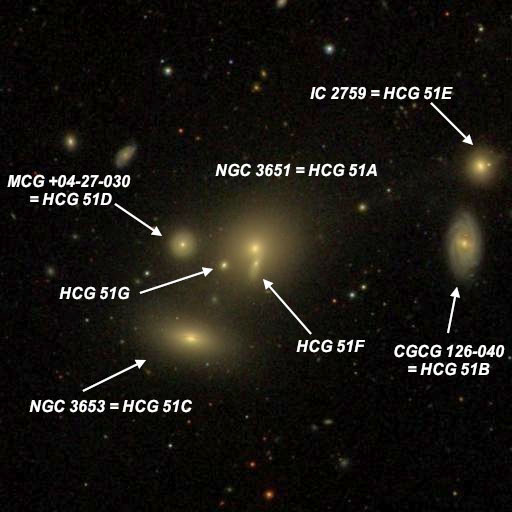 IC 2759 = HCG 51E
NGC 3651 = HCG 51A
MCG +04-27-030
= HCG 51D
HCG 51G
HCG 51F
CGCG 126-040
= HCG 51B
NGC 3653 = HCG 51C